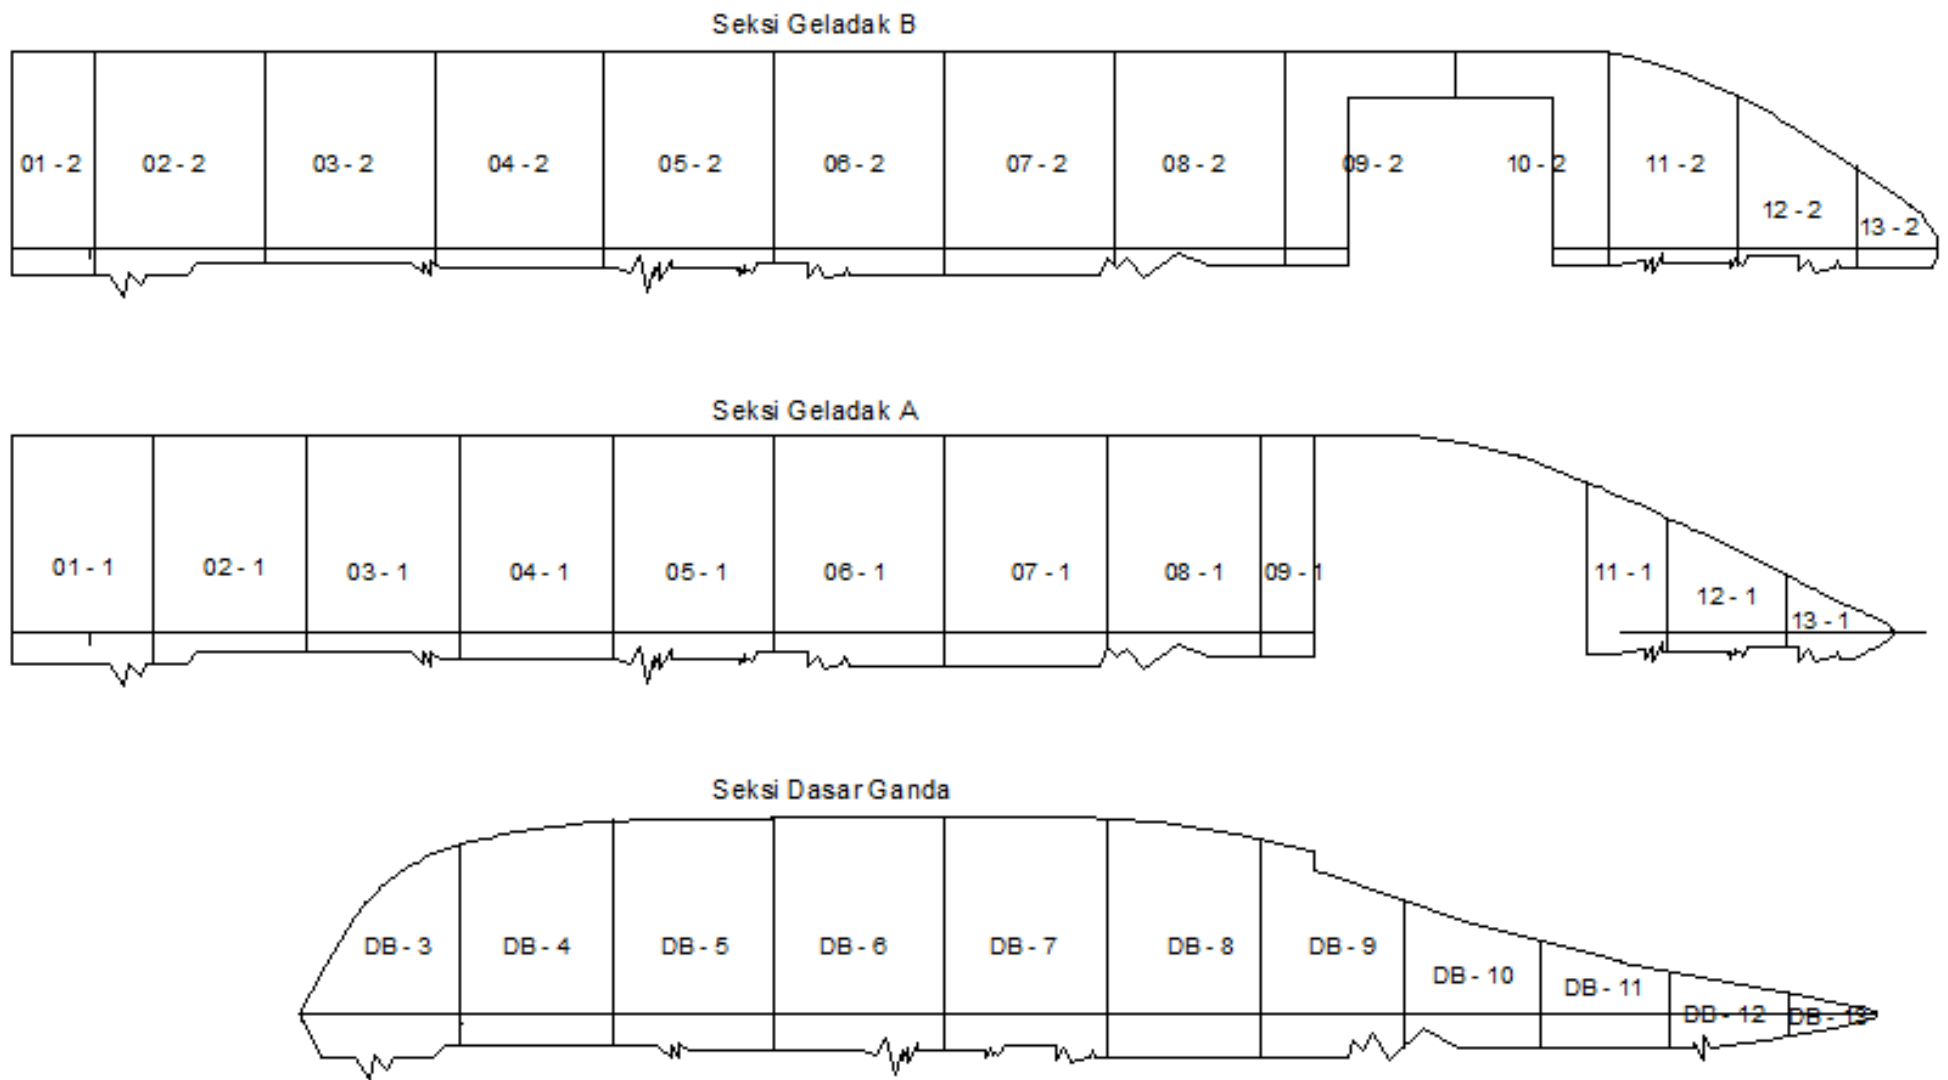 Seksi Geladak B
01 - 2 02 - 2 03 - 2 04 - 2 05 - 2 06 - 2 07 - 2 08 - 2 09 - 2 10 - 2 11 - 2
12 - 2
13 - 2
Seksi Geladak A
01 - 1 02 - 1 03 - 1 04 - 1 05 - 1 06 - 1 07 - 1 08 - 1 09 - 1 11 - 1
12 - 1
13 - 1
Seksi Dasar Ganda
DB - 3 DB - 4 DB - 5 DB - 6 DB - 7 DB - 8 DB - 9
DB - 10
DB - 11
DB - 12 DB - 13